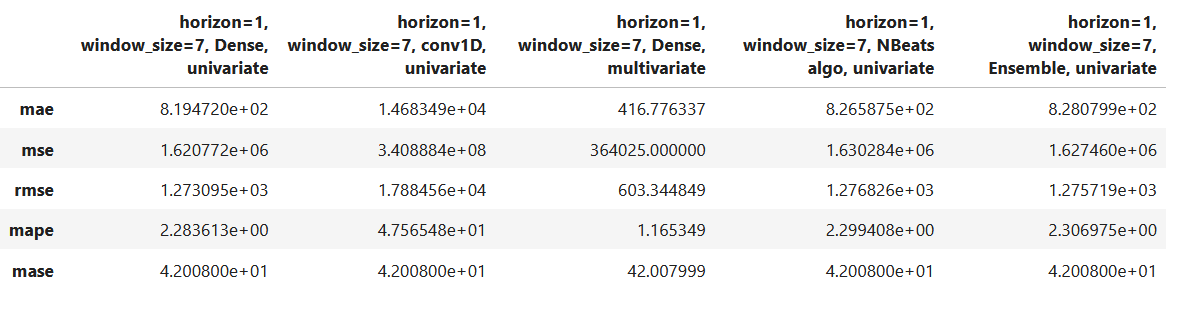 horizon=1, window_size=7, Dense, univariate	horizon=1, window_size=7, conv1D, univariate	horizon=1, window_size=7, Dense, multivariate	horizon=1, window_size=7, NBeats algo, univariate	horizon=1, window_size=7, Ensemble, univariate
mae	8.194720e+02	1.468349e+04	416.776337	8.265875e+02	8.280799e+02
mse	1.620772e+06	3.408884e+08	364025.000000	1.630284e+06	1.627460e+06
rmse	1.273095e+03	1.788456e+04	603.344849	1.276826e+03	1.275719e+03
mape	2.283613e+00	4.756548e+01	1.165349	2.299408e+00	2.306975e+00
mase	4.200800e+01	4.200800e+01	42.007999	4.200800e+01	4.200800e+01